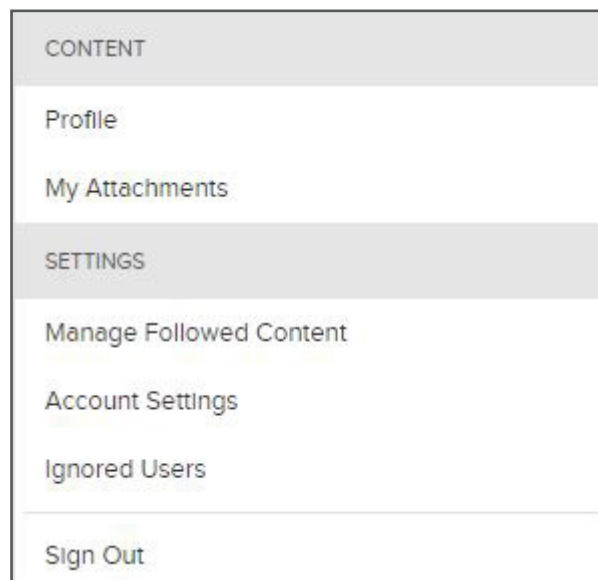 CONTENT
Profile
My Attachments
SETTINGS
Manage Followed Content
Account Settings
Ignored Users
Sign Out